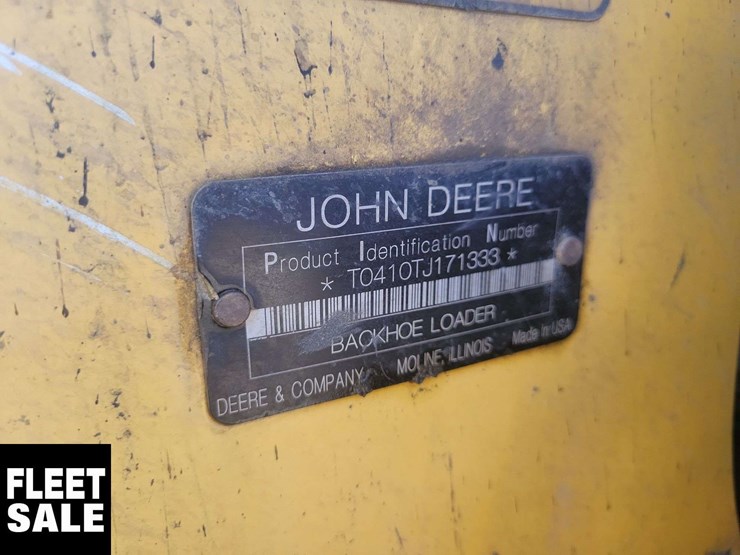 JOHN DEERE
Product Identification Number
* T0410TJ171333 *
BACKHOE LOADER
DEERE & COMPANY MOLINE, ILLINOIS Made in USA
FLEET
SALE